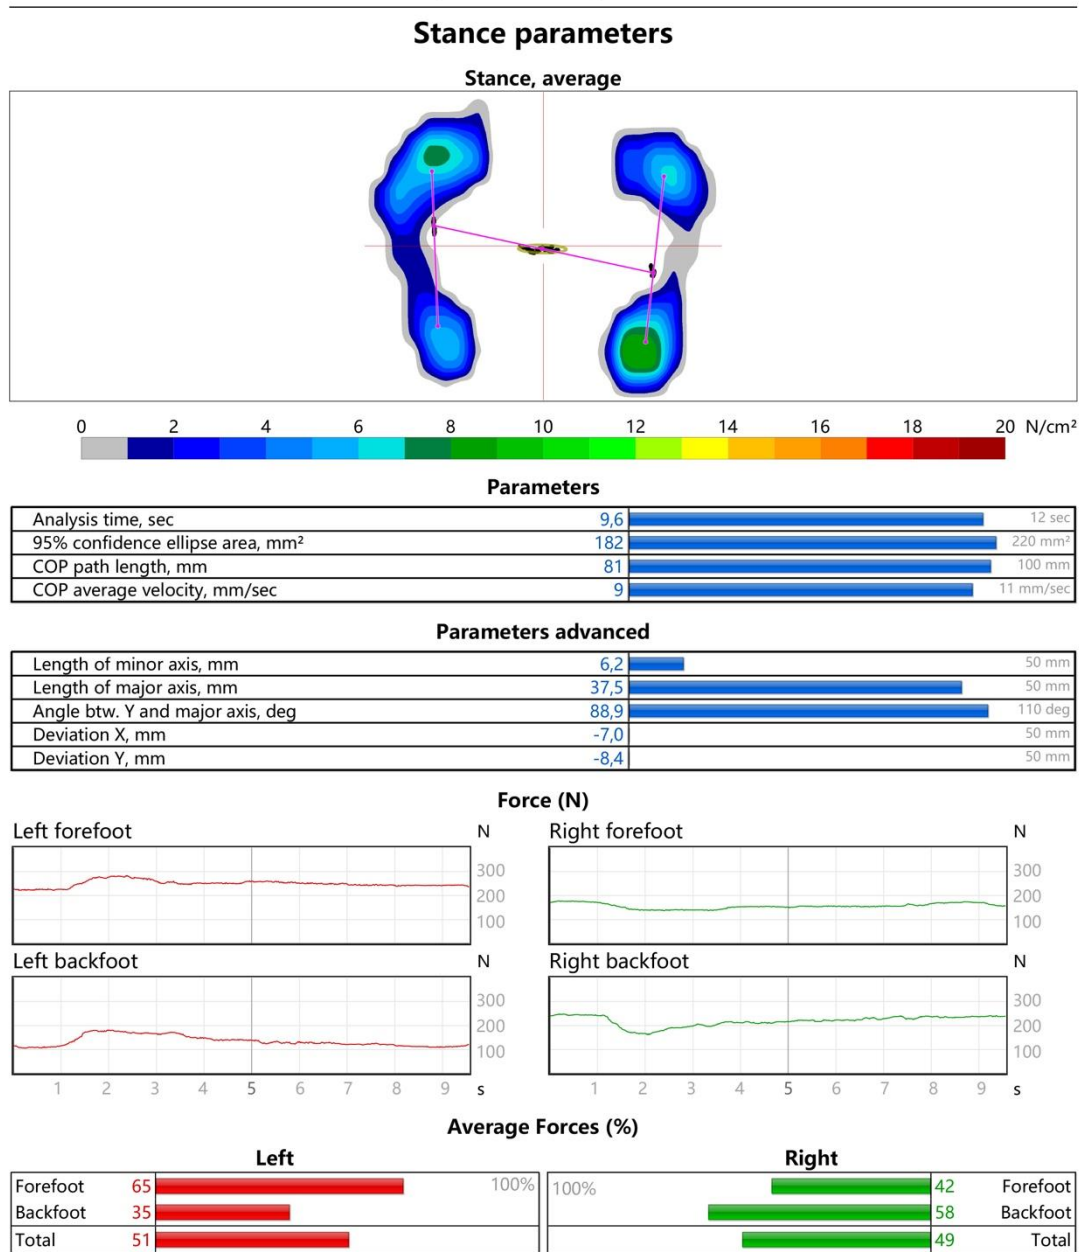 Stance parameters
Stance, average
0 2 4 6 8 10 12 14 16 18 20 N/cm²
Parameters
Analysis time, sec 9,6 12 sec
95% confidence ellipse area, mm² 182 220 mm²
COP path length, mm 81 100 mm
COP average velocity, mm/sec 9 11 mm/sec
Parameters advanced
Length of minor axis, mm 6,2 50 mm
Length of major axis, mm 37,5 50 mm
Angle btw. Y and major axis, deg 88,9 110 deg
Deviation X, mm -7,0 50 mm
Deviation Y, mm -8,4 50 mm
Force (N)
Left forefoot N Right forefoot N
300 300
200 200
100 100
Left backfoot N Right backfoot N
300 300
200 200
100 100
1 2 3 4 5 6 7 8 9 s 1 2 3 4 5 6 7 8 9 s
Average Forces (%)
Left Right
Forefoot 65 100% 100% 42 Forefoot
Backfoot 35 58 Backfoot
Total 51 49 Total